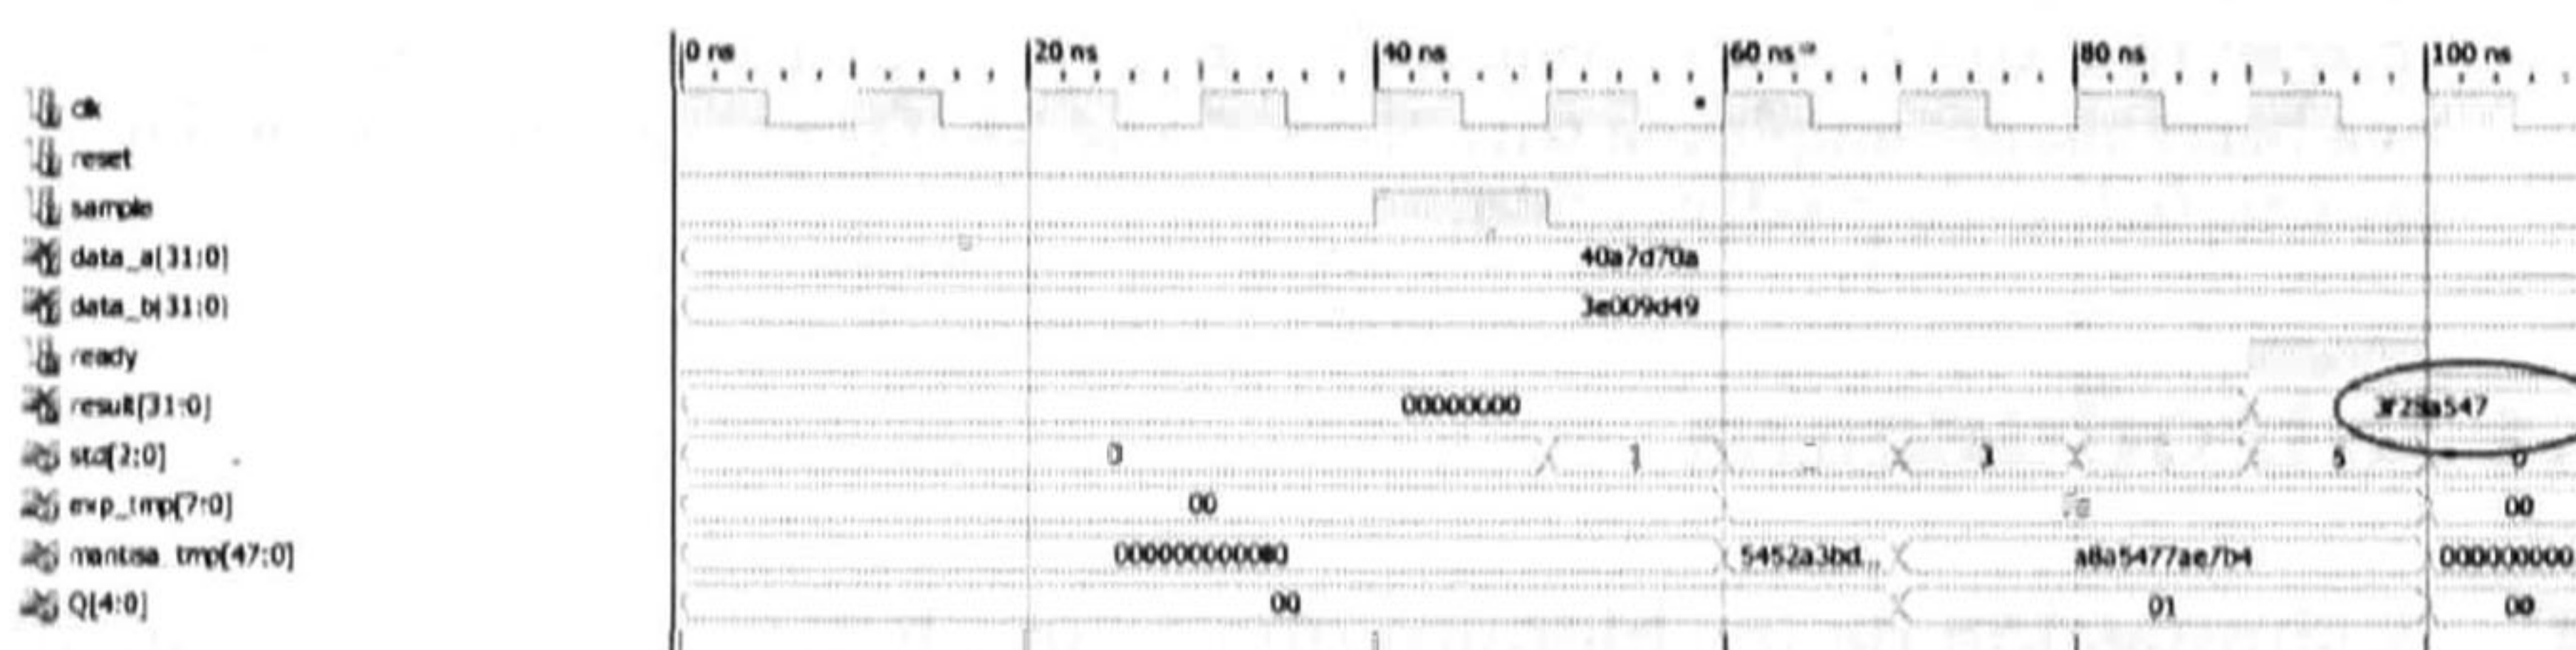 0 ns 20 ns 40 ns 60 ns 80 ns 100 ns
clk
reset
sample
data_a[31:0] 40a7d70a
data_b[31:0] 3e009d49
ready
result[31:0] 00000000 3f28a547
std[2:0] 0 1 3 5 0
exp_tmp[7:0] 00 00
mantisa_tmp[47:0] 000000000000 5452a3bd... a8a5477ae7b4 000000000
Q[4:0] 00 01 00